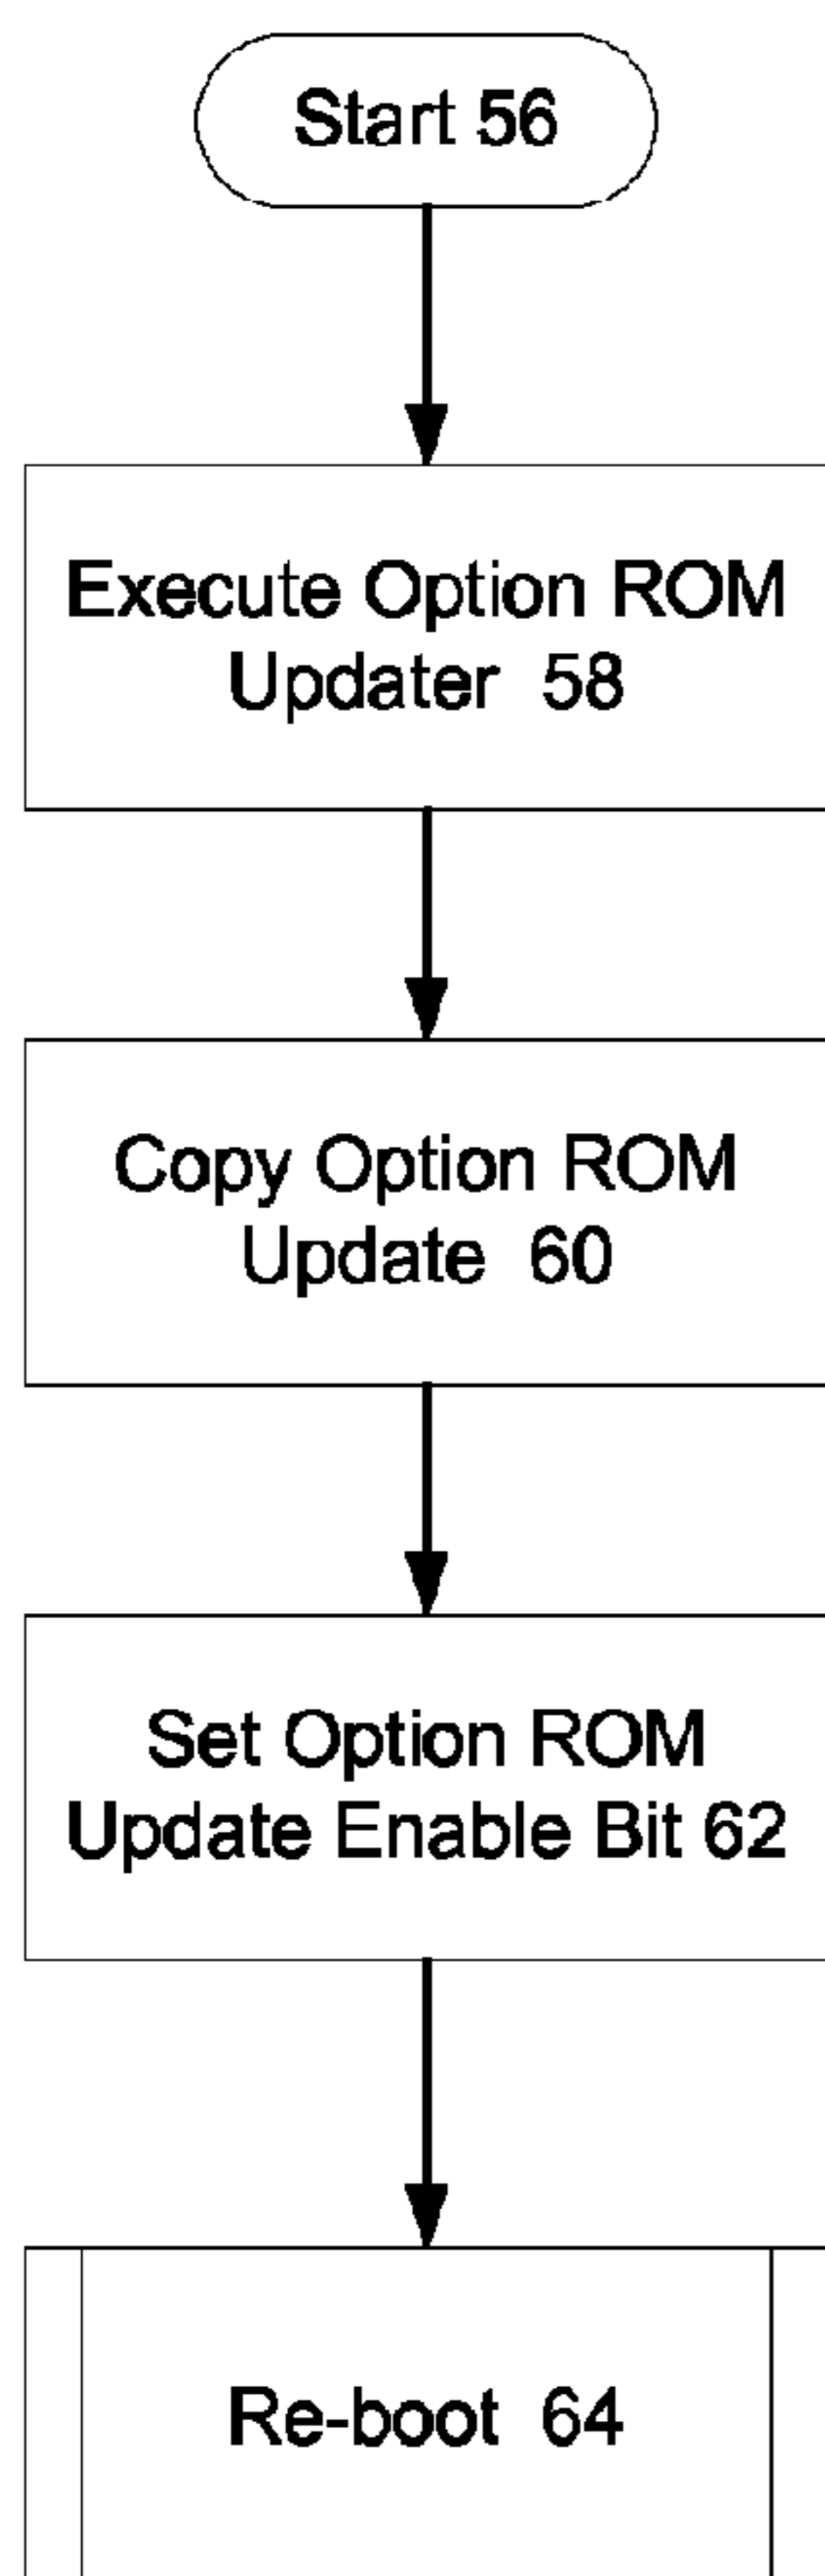 Start 56
Execute Option ROM
Updater 58
Copy Option ROM
Update 60
Set Option ROM
Update Enable Bit 62
Re-boot 64